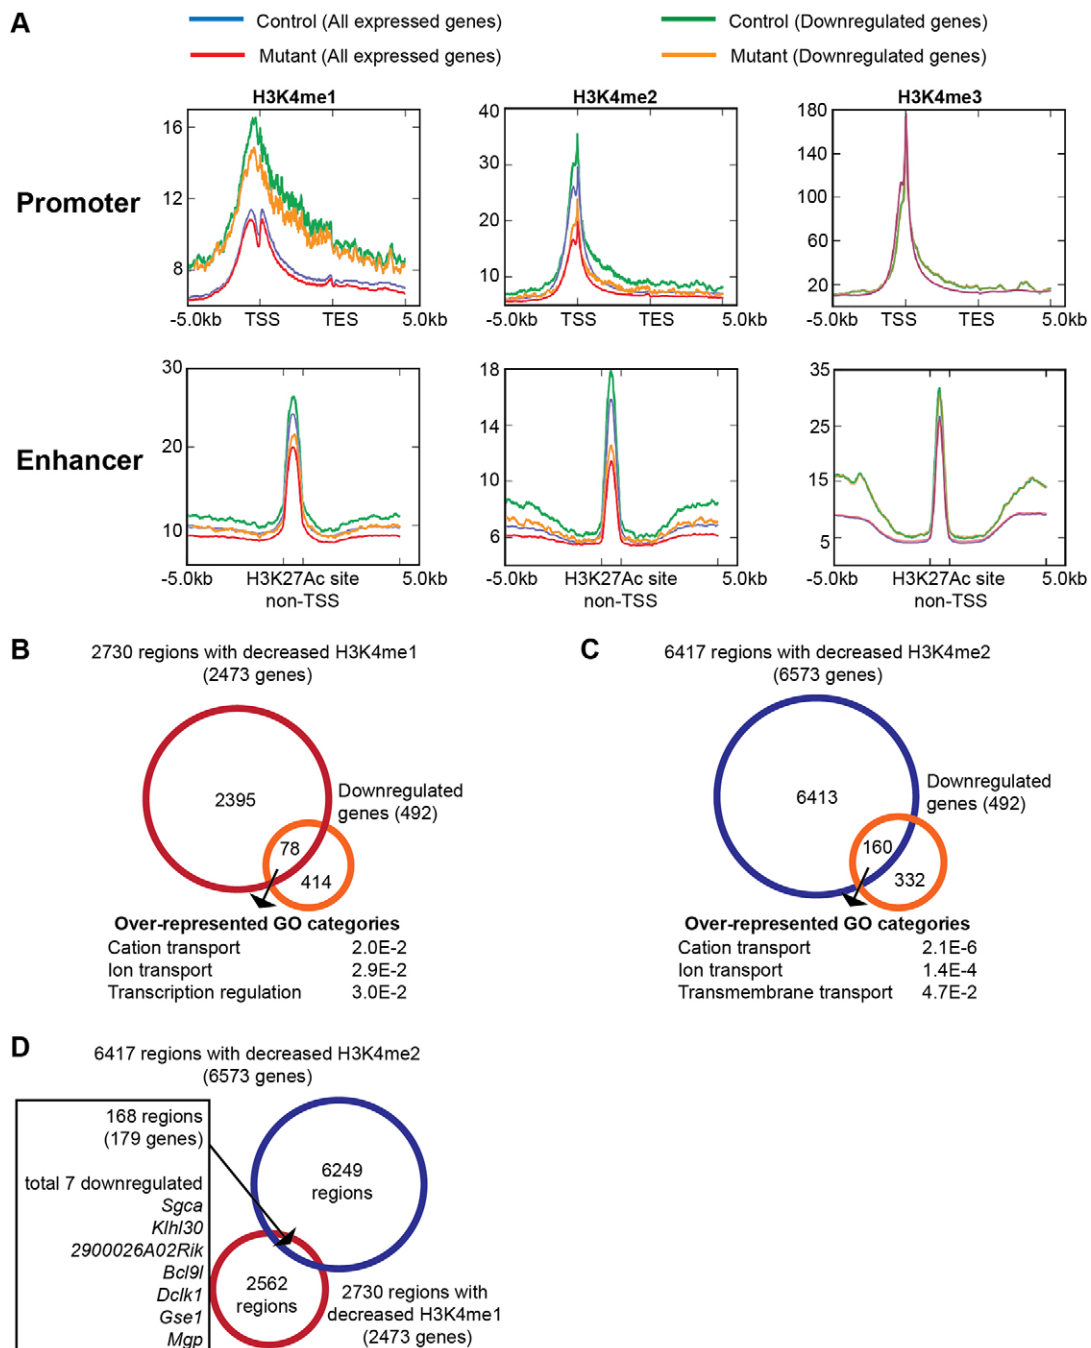 A
Control (All expressed genes)
Control (Downregulated genes)
Mutant (All expressed genes)
Mutant (Downregulated genes)
H3K4me1
H3K4me2
H3K4me3
Promoter
16
12
8
-5.0kb TSS TES 5.0kb
40
30
20
10
-5.0kb TSS TES 5.0kb
180
140
100
60
20
-5.0kb TSS TES 5.0kb
Enhancer
30
20
10
-5.0kb H3K27Ac site 5.0kb
non-TSS
18
14
10
6
-5.0kb H3K27Ac site 5.0kb
non-TSS
35
25
15
5
-5.0kb H3K27Ac site 5.0kb
non-TSS
B
2730 regions with decreased H3K4me1
(2473 genes)
2395
Downregulated
genes (492)
78
414
Over-represented GO categories
Cation transport 2.0E-2
Ion transport 2.9E-2
Transcription regulation 3.0E-2
C
6417 regions with decreased H3K4me2
(6573 genes)
6413
Downregulated
genes (492)
160
332
Over-represented GO categories
Cation transport 2.1E-6
Ion transport 1.4E-4
Transmembrane transport 4.7E-2
D
6417 regions with decreased H3K4me2
(6573 genes)
168 regions
(179 genes)
total 7 downregulated
Sgca
Klhl30
2900026A02Rik
Bcl9l
Dclk1
Gse1
Mgp
6249
regions
2562
regions
2730 regions with
decreased H3K4me1
(2473 genes)